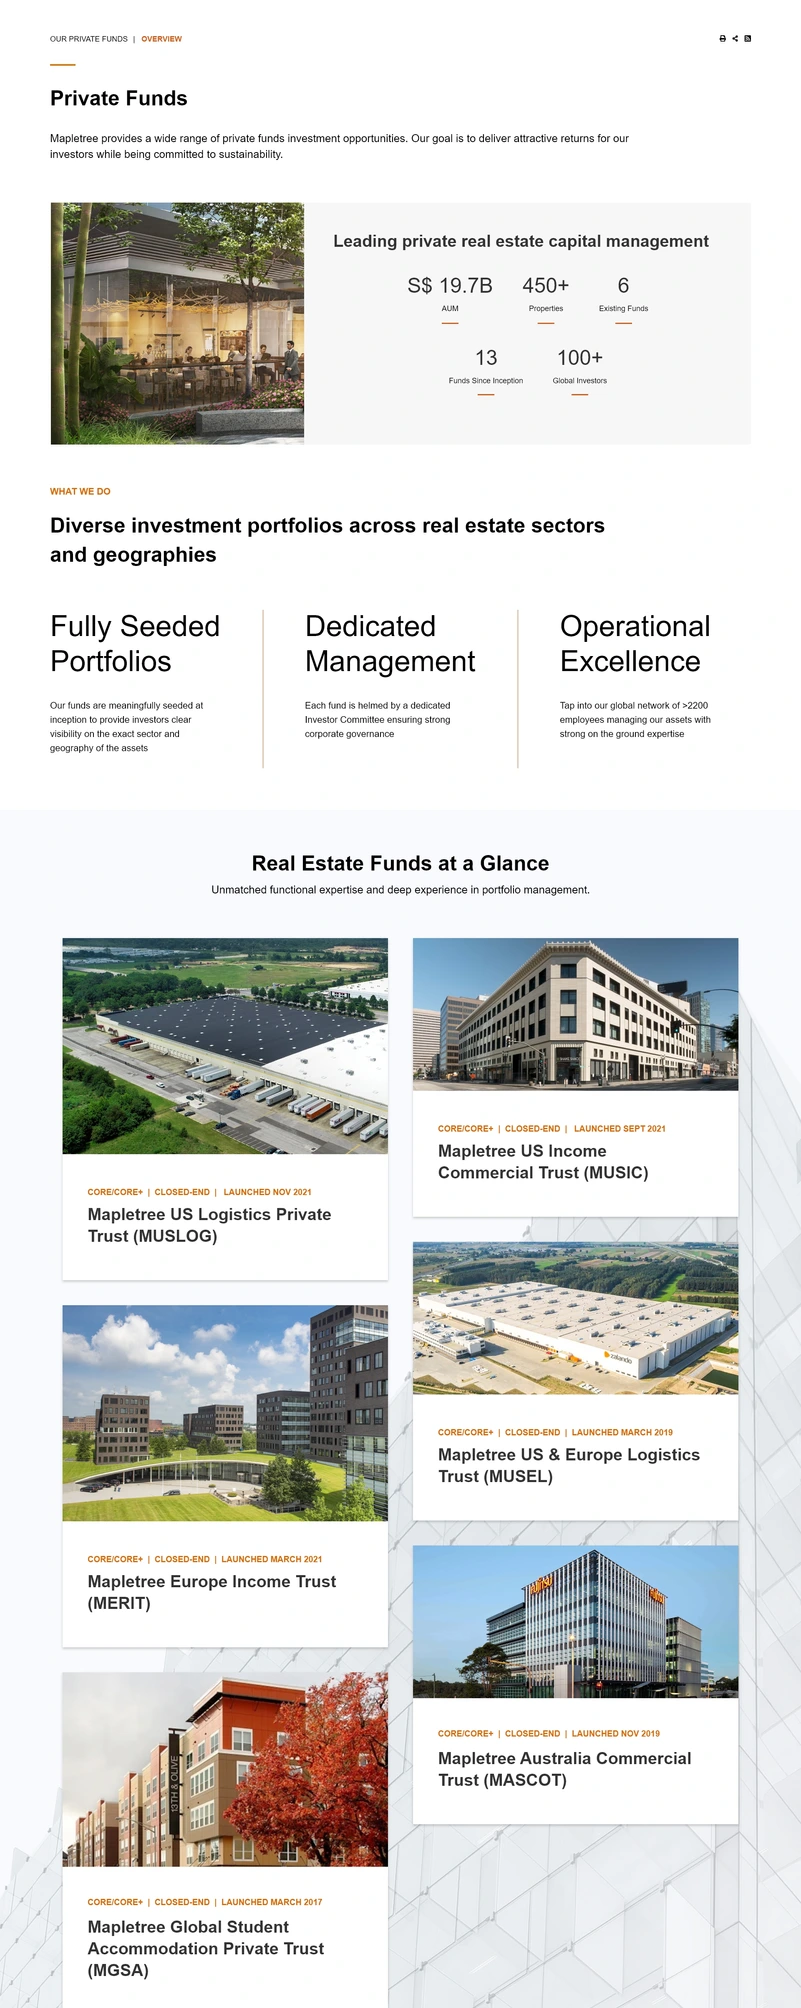 OUR PRIVATE FUNDS | OVERVIEW
Private Funds
Mapletree provides a wide range of private funds investment opportunities. Our goal is to deliver attractive returns for our
investors while being committed to sustainability.
Leading private real estate capital management
S$ 19.7B
AUM
450+
Properties
6
Existing Funds
13
Funds Since Inception
100+
Global Investors
WHAT WE DO
Diverse investment portfolios across real estate sectors
and geographies
Fully Seeded
Portfolios
Our funds are meaningfully seeded at
inception to provide investors clear
visibility on the exact sector and
geography of the assets
Dedicated
Management
Each fund is helmed by a dedicated
Investor Committee ensuring strong
corporate governance
Operational
Excellence
Tap into our global network of >2200
employees managing our assets with
strong on the ground expertise
Real Estate Funds at a Glance
Unmatched functional expertise and deep experience in portfolio management.
CORE/CORE+ | CLOSED-END | LAUNCHED NOV 2021
Mapletree US Logistics Private
Trust (MUSLOG)
CORE/CORE+ | CLOSED-END | LAUNCHED SEPT 2021
Mapletree US Income
Commercial Trust (MUSIC)
zalando
CORE/CORE+ | CLOSED-END | LAUNCHED MARCH 2019
Mapletree US & Europe Logistics
Trust (MUSEL)
CORE/CORE+ | CLOSED-END | LAUNCHED MARCH 2021
Mapletree Europe Income Trust
(MERIT)
FUJITSU
CORE/CORE+ | CLOSED-END | LAUNCHED NOV 2019
Mapletree Australia Commercial
Trust (MASCOT)
13TH & OLIVE
CORE/CORE+ | CLOSED-END | LAUNCHED MARCH 2017
Mapletree Global Student
Accommodation Private Trust
(MGSA)